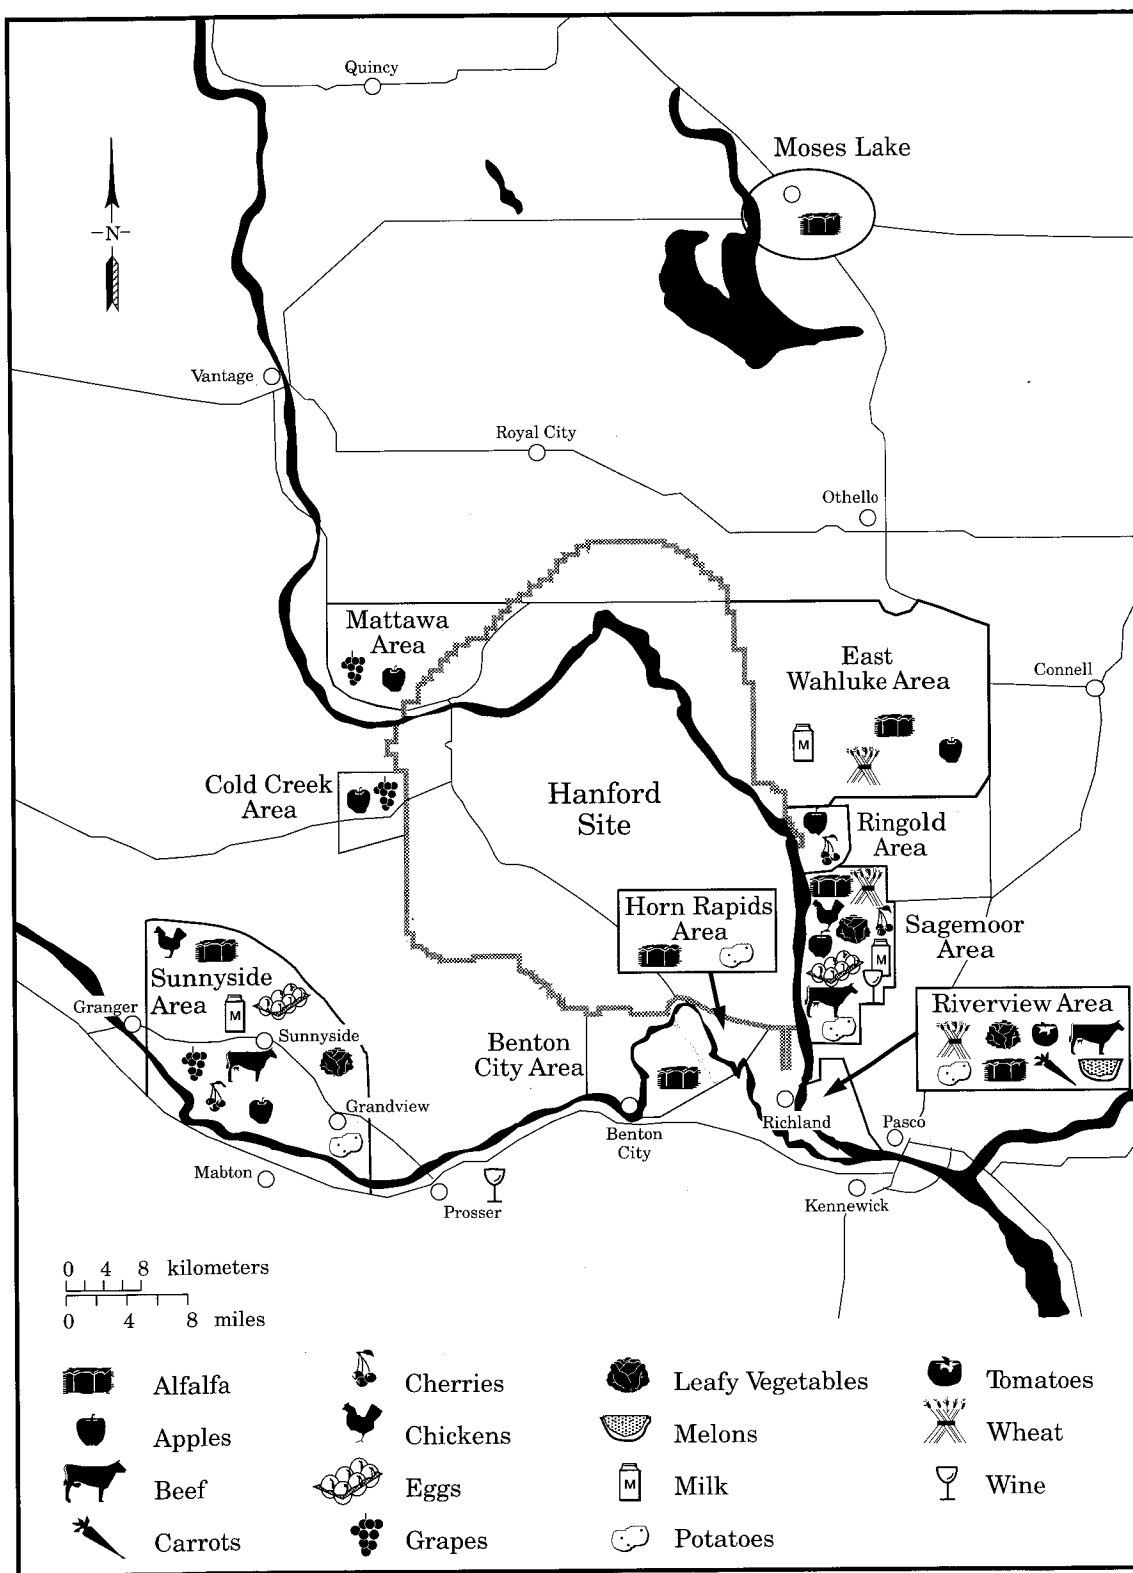 Quincy
Moses Lake
N
Vantage
Royal City
Othello
Mattawa
Area
East
Wahluke Area
Connell
M
Cold Creek
Area
Hanford
Site
Ringold
Area
Horn Rapids
Area
Sagemoor
Area
M
Sunnyside
Area
M
Granger
Sunnyside
Benton
City Area
Riverview Area
Grandview
Benton
City
Richland
Pasco
Mabton
Prosser
Kennewick
0 4 8 kilometers
0 4 8 miles
Alfalfa
Cherries
Leafy Vegetables
Tomatoes
Apples
Chickens
Melons
Wheat
Beef
Eggs
M
Milk
Wine
Carrots
Grapes
Potatoes